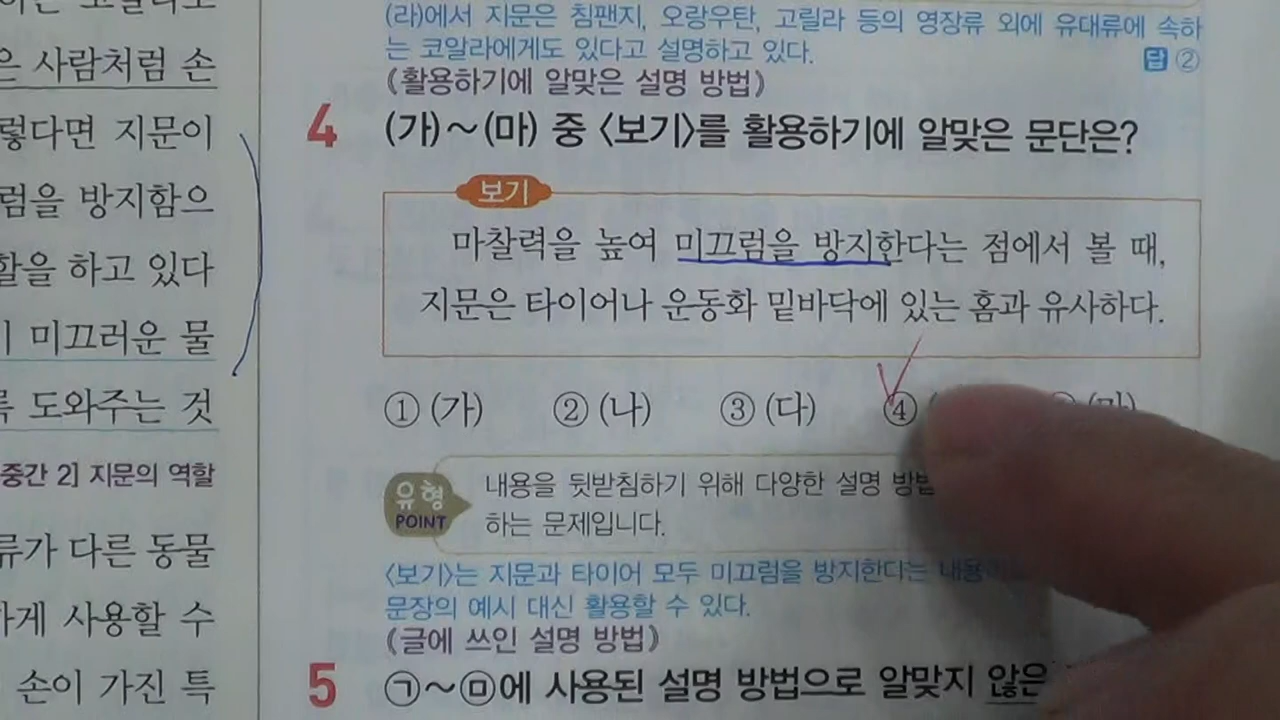 은 사람처럼 손
렇다면 지문이
럼을 방지함으
할을 하고 있다
미끄러운 물
록 도와주는 것
중간 2] 지문의 역할
류가 다른 동물
하게 사용할 수
손이 가진 특
(라)에서 지문은 침팬지, 오랑우탄, 고릴라 등의 영장류 외에 유대류에 속하
는 코알라에게도 있다고 설명하고 있다.
답 ②
《활용하기에 알맞은 설명 방법》
4 (가)~(마) 중 <보기>를 활용하기에 알맞은 문단은?
보기
마찰력을 높여 미끄럼을 방지한다는 점에서 볼 때,
지문은 타이어나 운동화 밑바닥에 있는 홈과 유사하다.
① (가) ② (나) ③ (다) ④ (마)
유형
POINT
내용을 뒷받침하기 위해 다양한 설명 방법
하는 문제입니다.
<보기>는 지문과 타이어 모두 미끄럼을 방지한다는
문장의 예시 대신 활용할 수 있다.
《글에 쓰인 설명 방법》
5 ㉠~㉤에 사용된 설명 방법으로 알맞지 않은